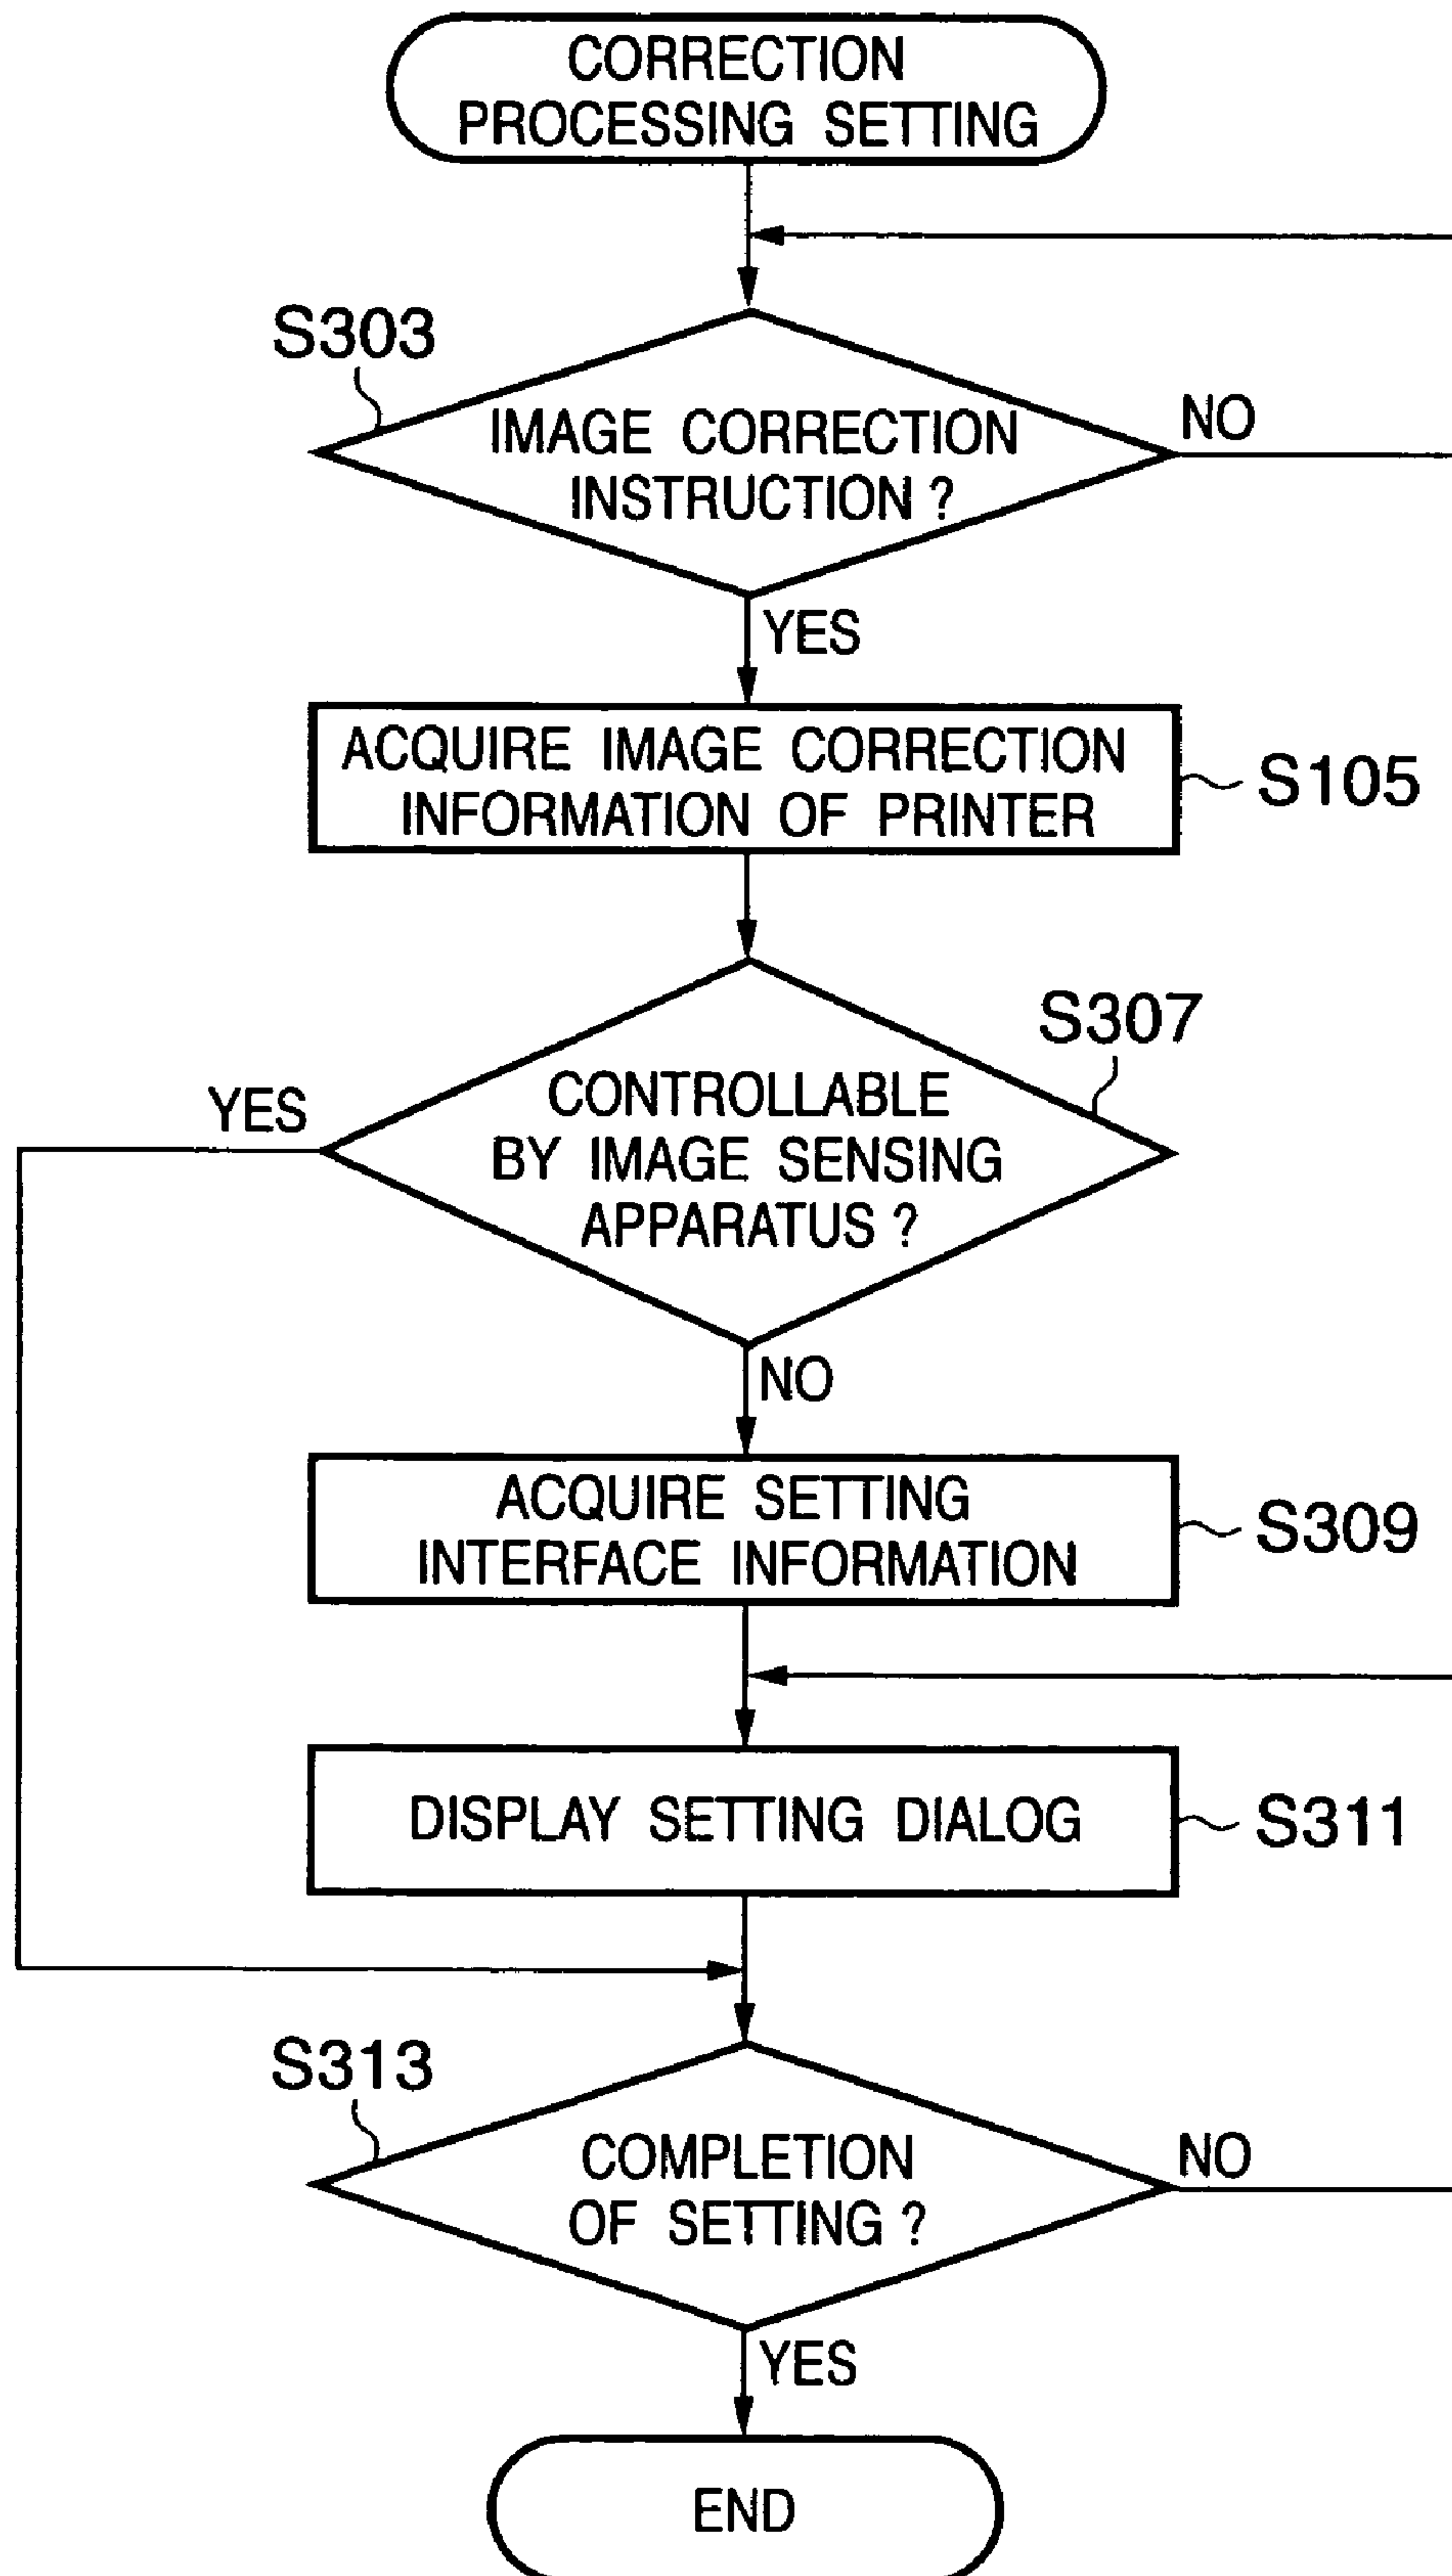 CORRECTION
PROCESSING SETTING
S303
IMAGE CORRECTION
INSTRUCTION ?
NO
YES
ACQUIRE IMAGE CORRECTION
INFORMATION OF PRINTER
S105
S307
YES
CONTROLLABLE
BY IMAGE SENSING
APPARATUS ?
NO
ACQUIRE SETTING
INTERFACE INFORMATION
S309
DISPLAY SETTING DIALOG
S311
S313
COMPLETION
OF SETTING ?
NO
YES
END